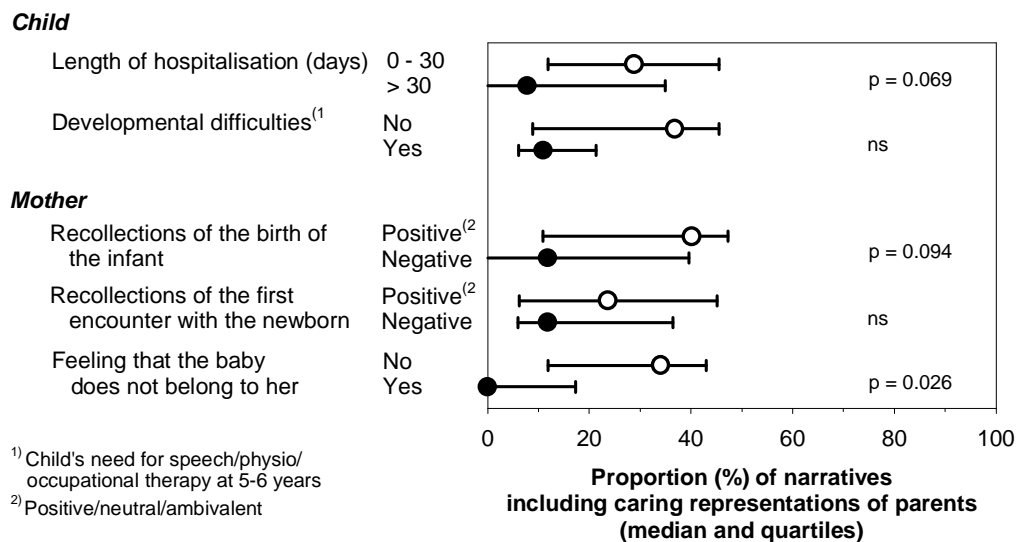 Child
Length of hospitalisation (days) 0 - 30
> 30
p = 0.069
Developmental difficulties(1 No
Yes
ns
Mother
Recollections of the birth of Positive(2
the infant Negative
p = 0.094
Recollections of the first Positive(2
encounter with the newborn Negative
ns
Feeling that the baby No
does not belong to her Yes
p = 0.026
0 20 40 60 80 100
1) Child's need for speech/physio/
occupational therapy at 5-6 years
2) Positive/neutral/ambivalent
Proportion (%) of narratives
including caring representations of parents
(median and quartiles)